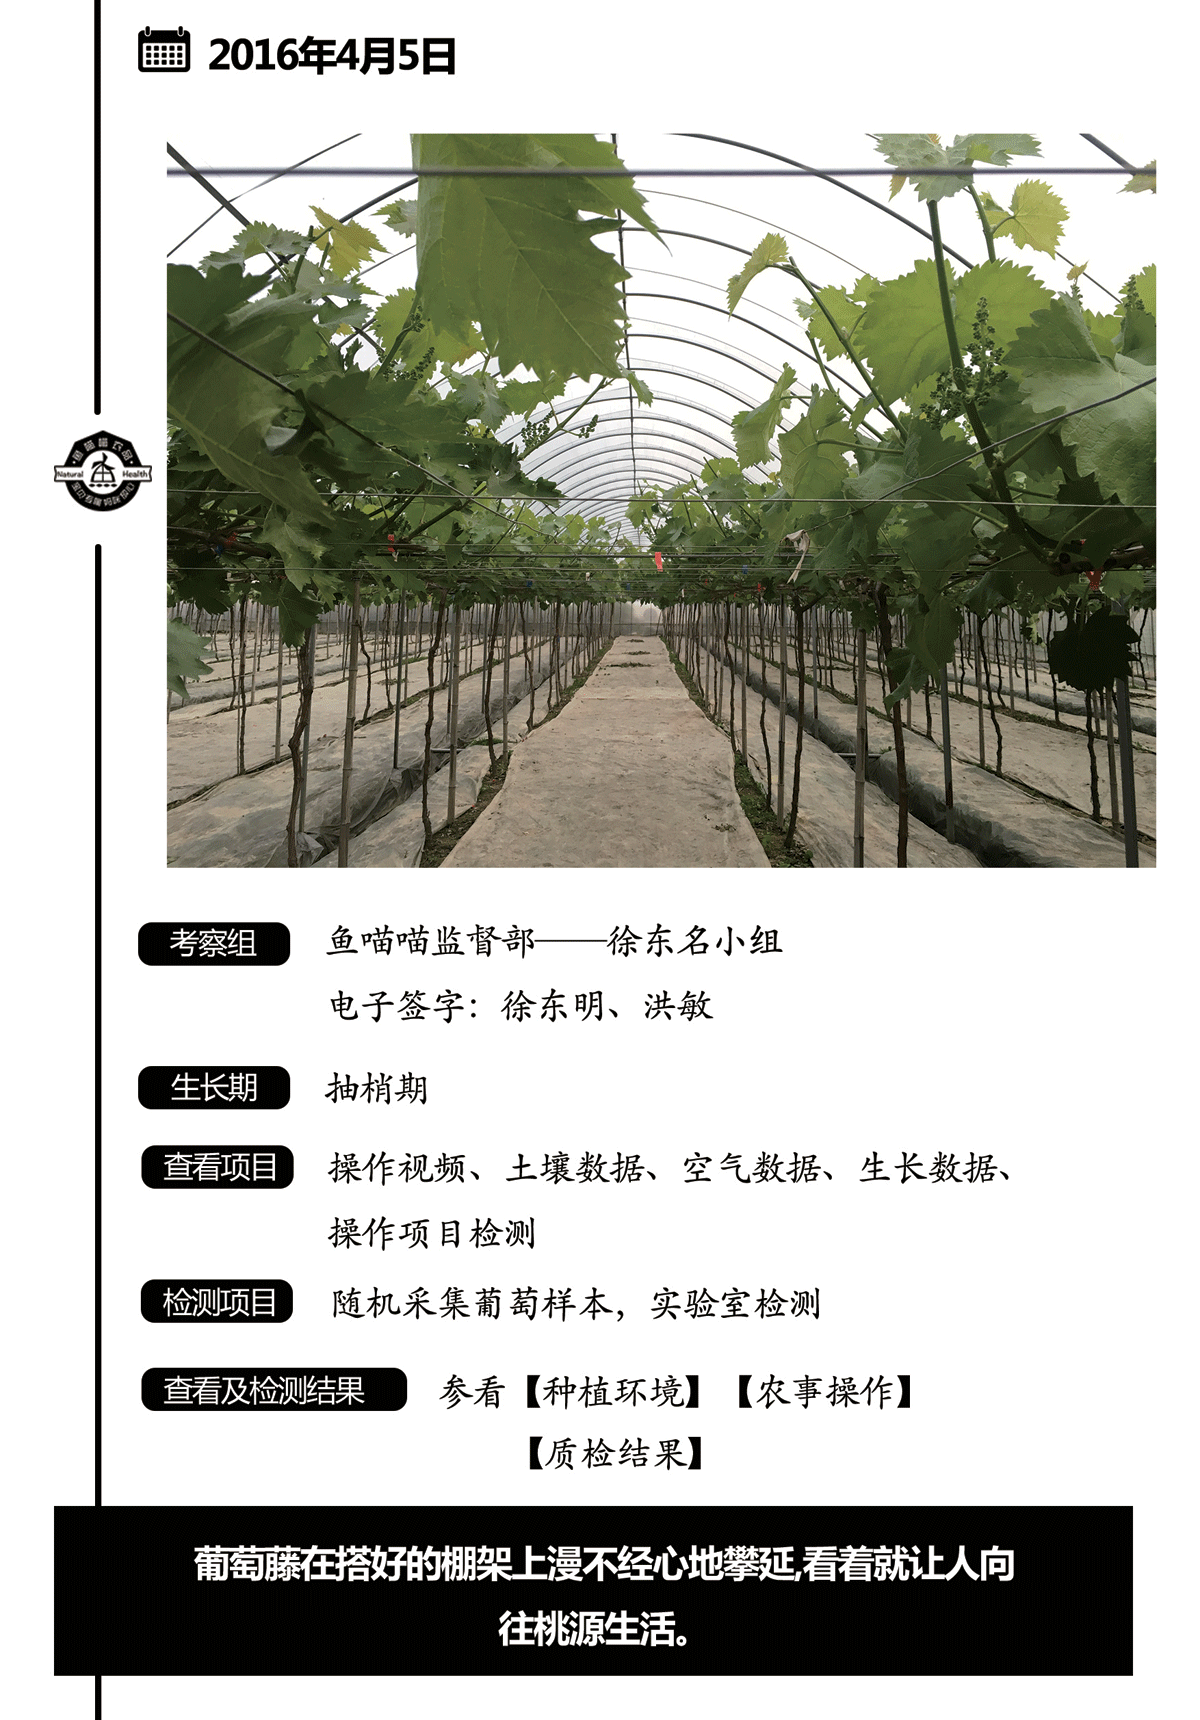 2016年4月5日
鱼喵喵农品
Natural Health
考察组 鱼喵喵监督部——徐东名小组
电子签字：徐东明、洪敏
生长期 抽梢期
查看项目 操作视频、土壤数据、空气数据、生长数据、
操作项目检测
检测项目 随机采集葡萄样本，实验室检测
查看及检测结果 参看【种植环境】【农事操作】
【质检结果】
葡萄藤在搭好的棚架上漫不经心地攀延,看着就让人向
往桃源生活。